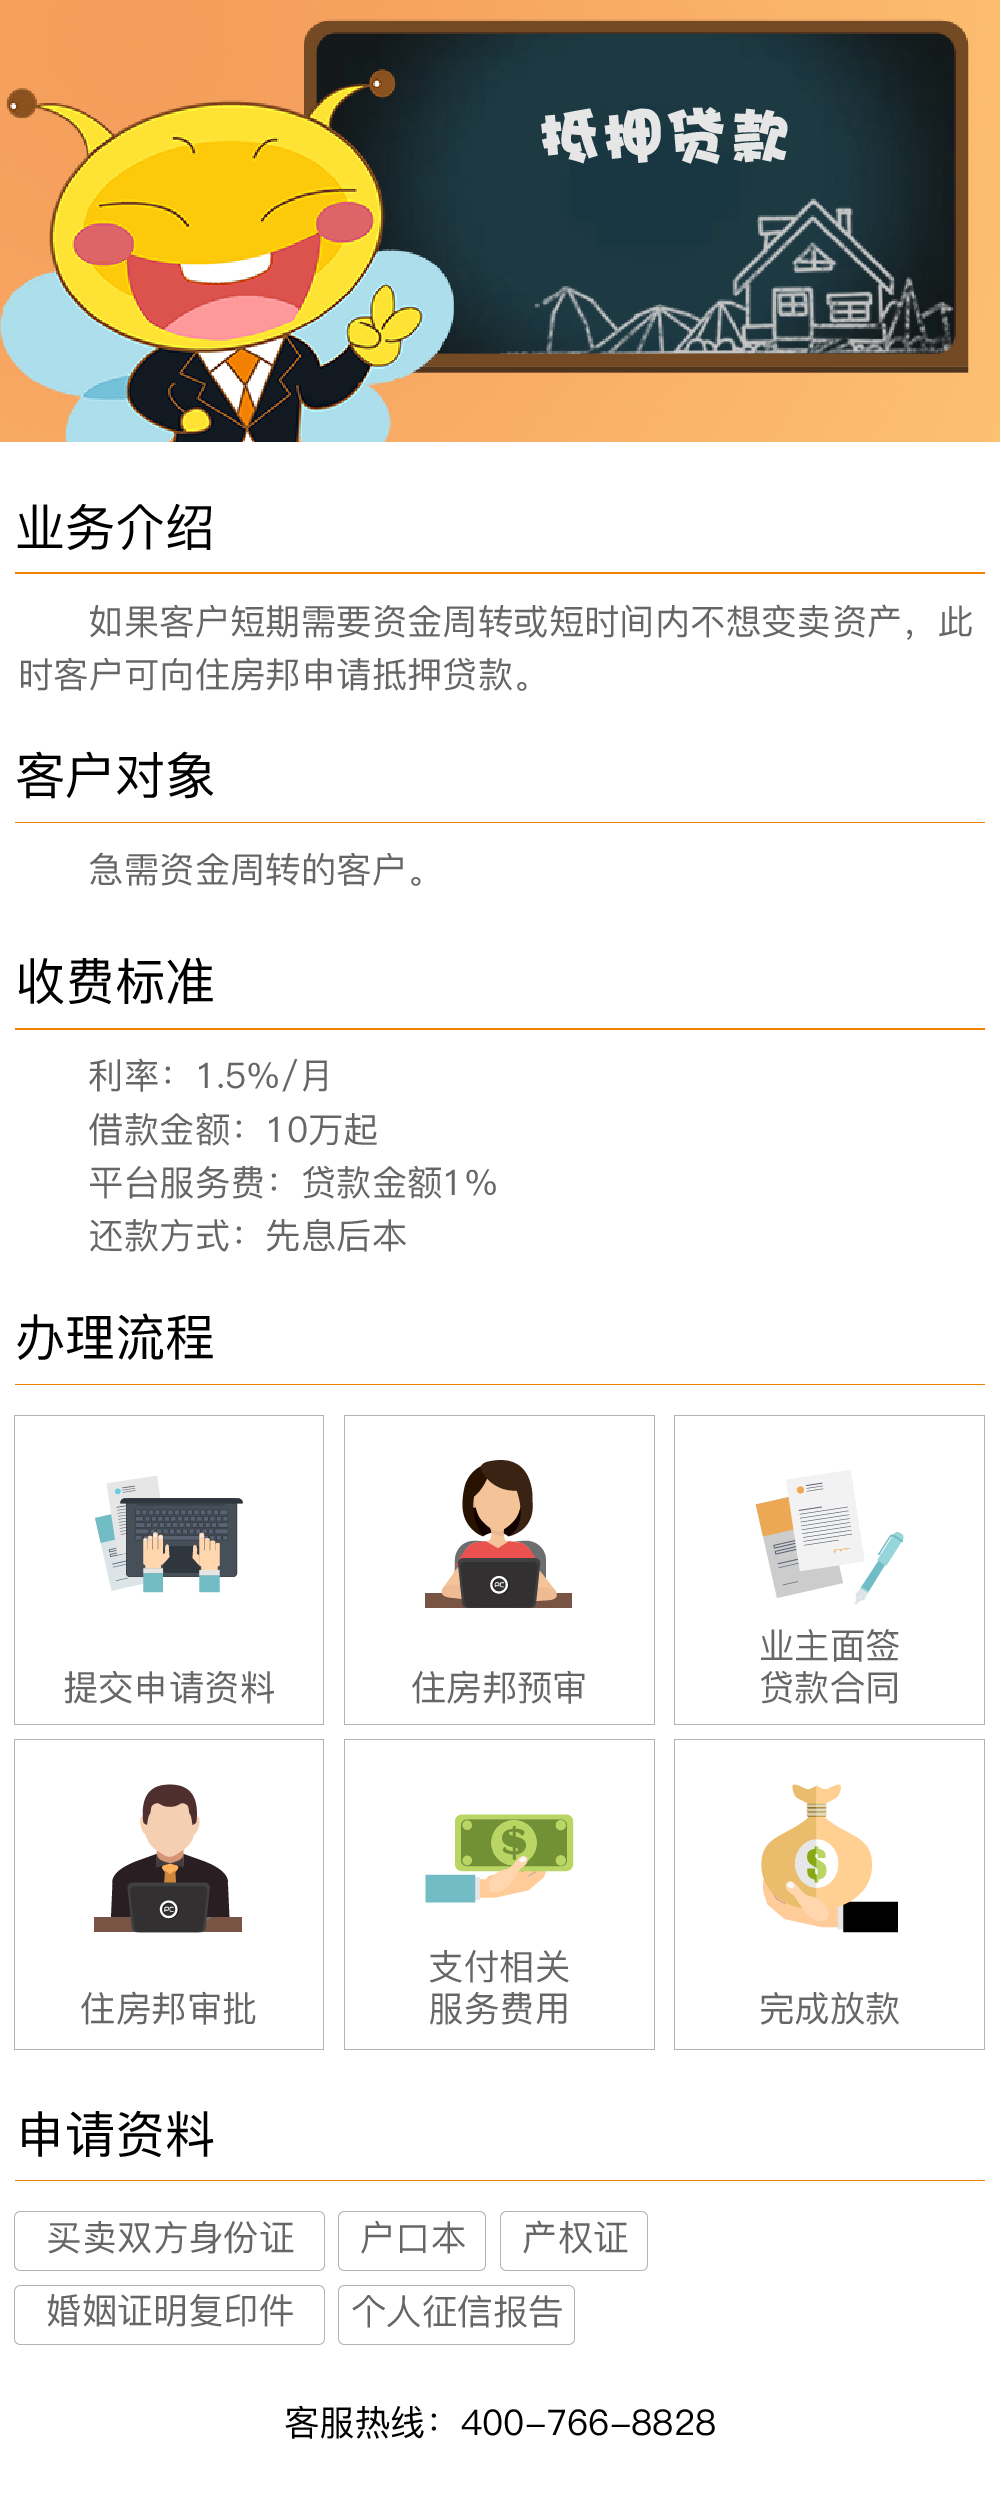 抵押贷款
业务介绍
如果客户短期需要资金周转或短时间内不想变卖资产，此
时客户可向住房邦申请抵押贷款。
客户对象
急需资金周转的客户。
收费标准
利率：1.5%/月
借款金额：10万起
平台服务费：贷款金额1%
还款方式：先息后本
办理流程
提交申请资料
PC
住房邦预审
业主面签
贷款合同
PC
住房邦审批
$
支付相关
服务费用
$
完成放款
申请资料
买卖双方身份证
户口本
产权证
婚姻证明复印件
个人征信报告
客服热线：400-766-8828